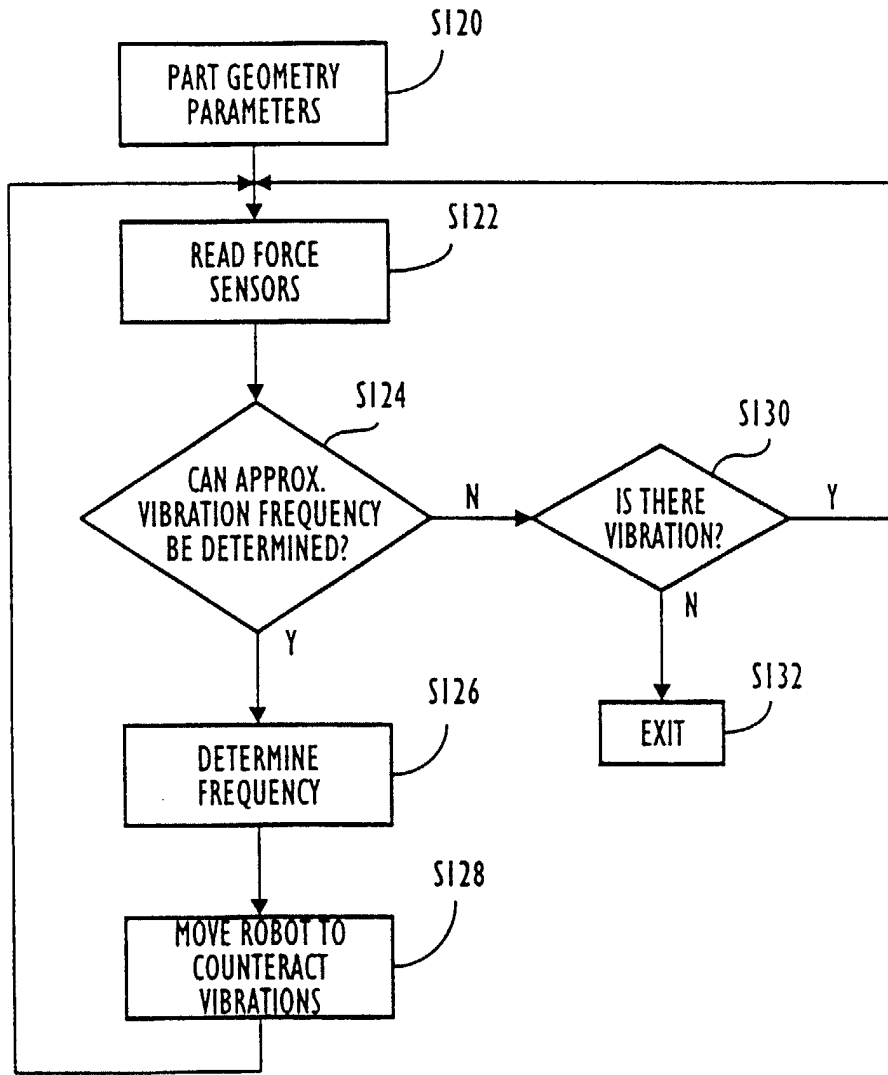 S120
PART GEOMETRY
PARAMETERS
S122
READ FORCE
SENSORS
S124
CAN APPROX.
VIBRATION FREQUENCY
BE DETERMINED?
N
S130
IS THERE
VIBRATION?
Y
N
Y
S126
DETERMINE
FREQUENCY
S132
EXIT
S128
MOVE ROBOT TO
COUNTERACT
VIBRATIONS